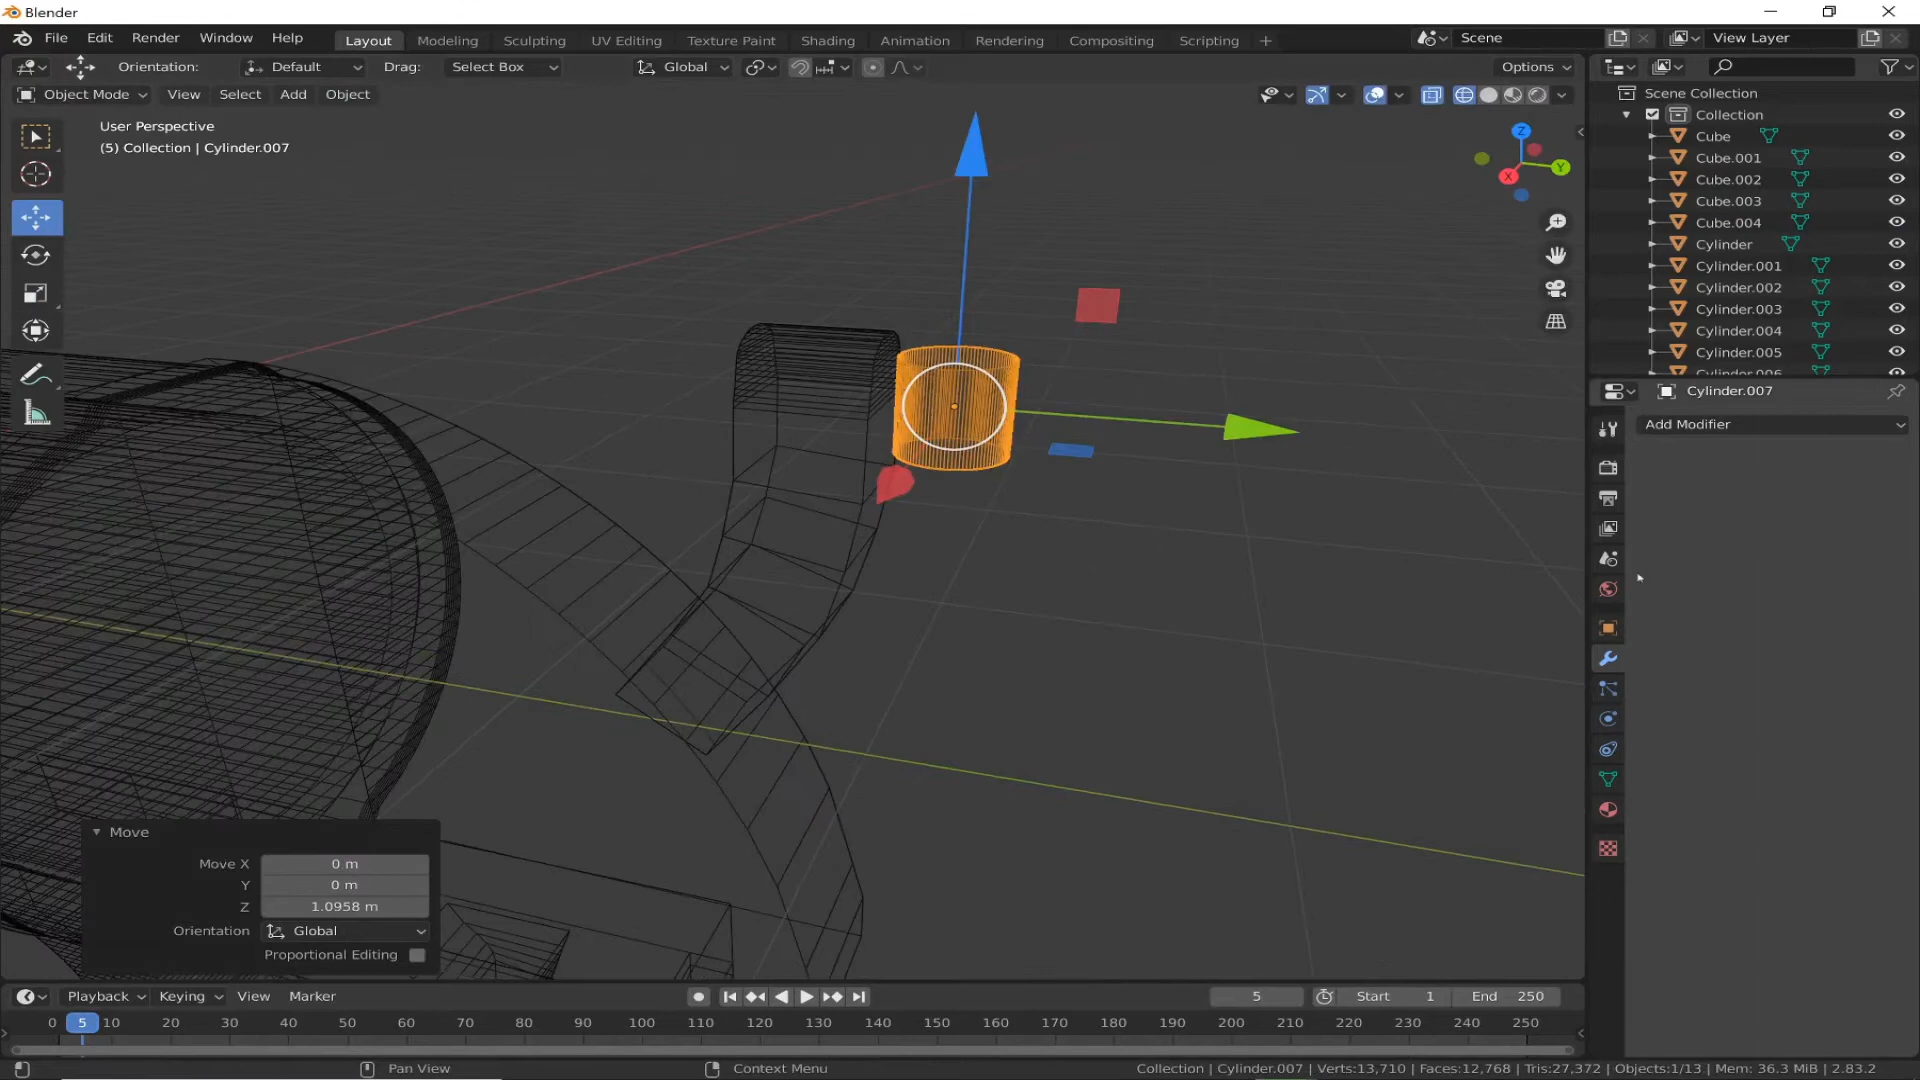 Blender
File Edit Render Window Help Layout Modeling Sculpting UV Editing Texture Paint Shading Animation Rendering Compositing Scripting + Scene View Layer
Orientation: Default Drag: Select Box Global Options
Object Mode View Select Add Object
User Perspective
(5) Collection | Cylinder.007
Z
Y
X
Scene Collection
Collection
Cube
Cube.001
Cube.002
Cube.003
Cube.004
Cylinder
Cylinder.001
Cylinder.002
Cylinder.003
Cylinder.004
Cylinder.005
Cylinder.006
Cylinder.007
Add Modifier
Move
Move X 0 m
Y 0 m
Z 1.0958 m
Orientation Global
Proportional Editing
Playback Keying View Marker 5 Start 1 End 250
0 5 10 20 30 40 50 60 70 80 90 100 110 120 130 140 150 160 170 180 190 200 210 220 230 240 250
Pan View Context Menu Collection | Cylinder.007 | Verts:13,710 | Faces:12,768 | Tris:27,372 | Objects:1/13 | Mem: 36.3 MiB | 2.83.2